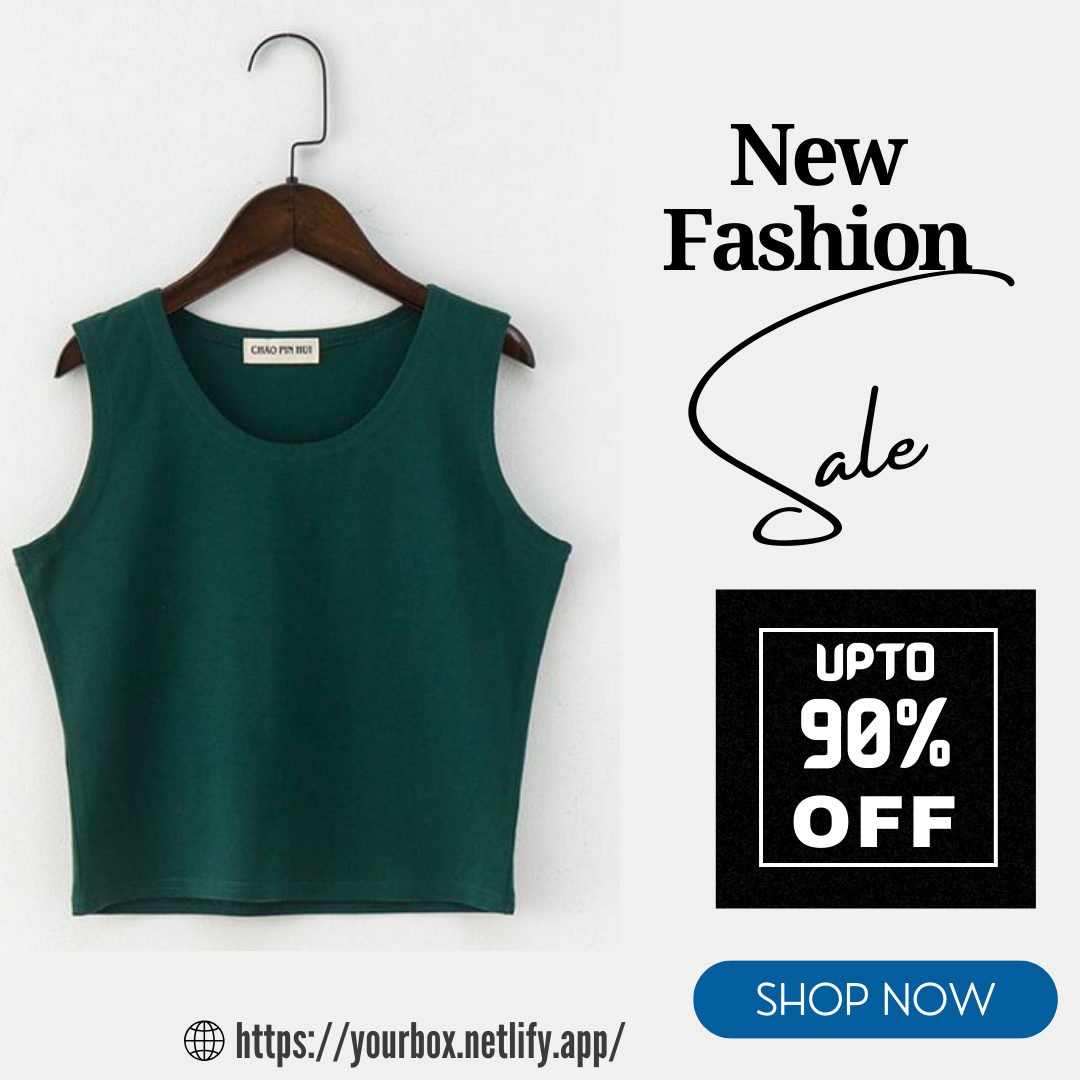 CHAO PIN HUI
New
Fashion
Sale
UPTO
90%
OFF
SHOP NOW
https://yourbox.netlify.app/